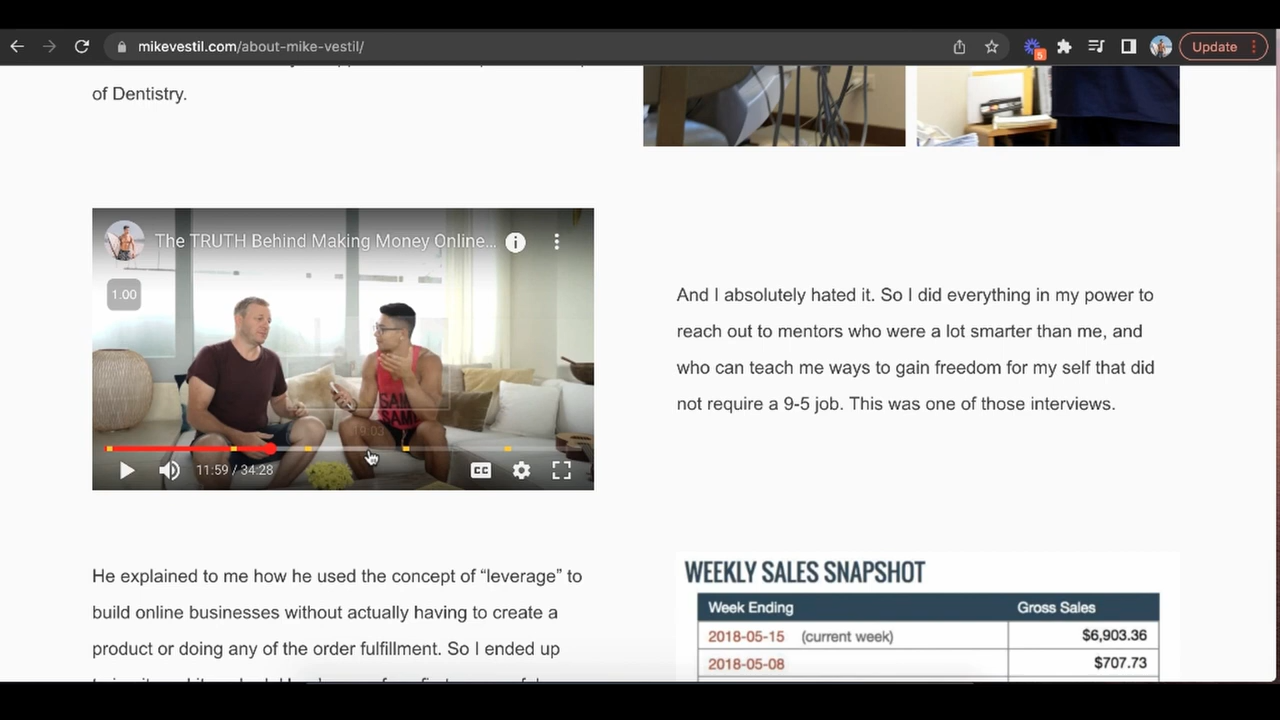 mikevestil.com/about-mike-vestil/
5
Update
of Dentistry.
The TRUTH Behind Making Money Online...
1.00
SAME
SAME
19:03
11:59 / 34:28
CC
And I absolutely hated it. So I did everything in my power to
reach out to mentors who were a lot smarter than me, and
who can teach me ways to gain freedom for my self that did
not require a 9-5 job. This was one of those interviews.
He explained to me how he used the concept of “leverage” to
build online businesses without actually having to create a
product or doing any of the order fulfillment. So I ended up
WEEKLY SALES SNAPSHOT
Week Ending Gross Sales
2018-05-15 (current week) $6,903.36
2018-05-08 $707.73